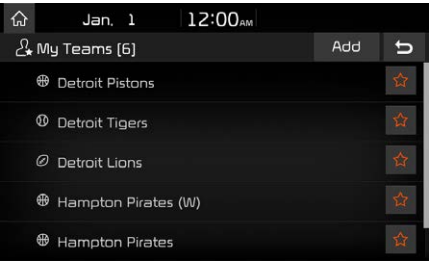 Jan. 1 12:00AM
My Teams [6] Add
Detroit Pistons
Detroit Tigers
Detroit Lions
Hampton Pirates (W)
Hampton Pirates